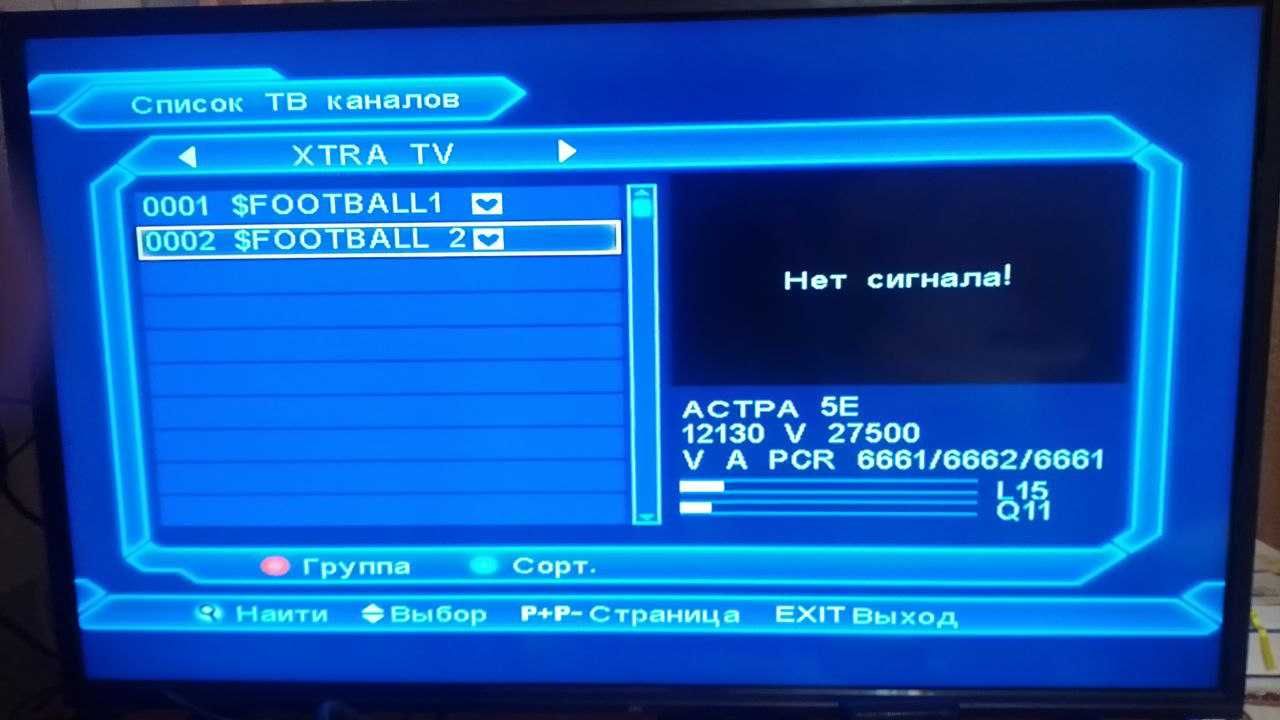 Список ТВ каналов
XTRA TV
0001 $FOOTBALL1
0002 $FOOTBALL 2
Нет сигнала!
АСТРА 5E
12130 V 27500
V A PCR 6661/6662/6661
L15
Q11
Группа Сорт.
Наити Выбор P+P- Страница EXIT Выход